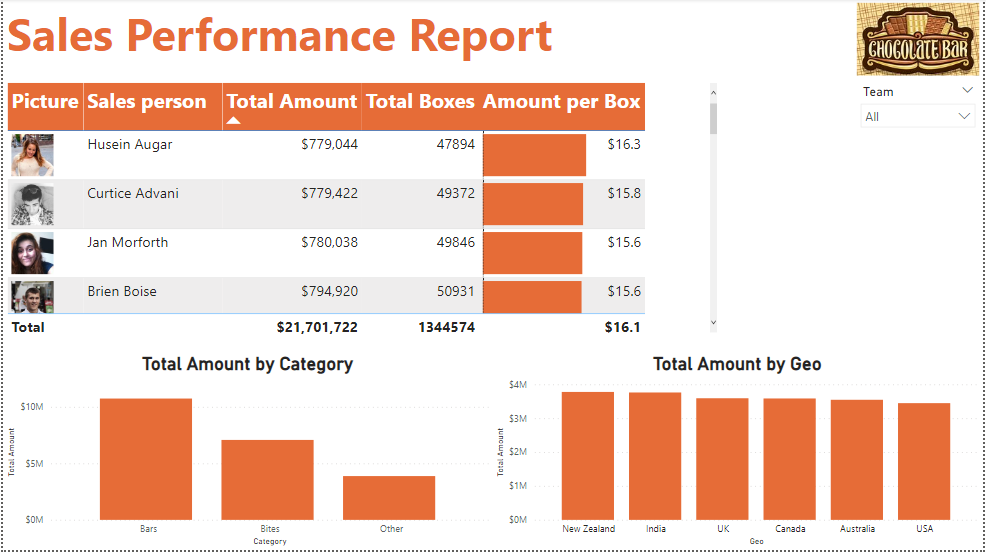 Sales Performance Report
CHOCOLATE BAR
Team
All
Picture Sales person Total Amount Total Boxes Amount per Box
Husein Augar $779,044 47894 $16.3
Curtice Advani $779,422 49372 $15.8
Jan Morforth $780,038 49846 $15.6
Brien Boise $794,920 50931 $15.6
Total $21,701,722 1344574 $16.1
Total Amount by Category
$10M
$5M
$0M
Total Amount
Bars Bites Other
Category
Total Amount by Geo
$4M
$3M
$2M
$1M
$0M
Total Amount
New Zealand India UK Canada Australia USA
Geo